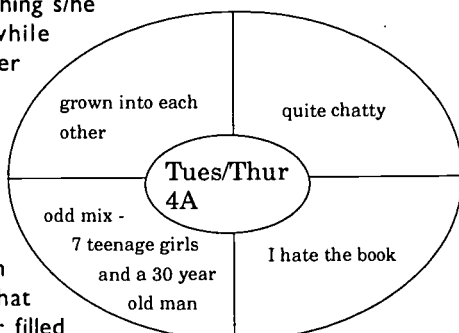 hing s/he
while
er
grown into each
other
quite chatty
Tues/Thur
4A
odd mix -
7 teenage girls
and a 30 year
old man
I hate the book
hat
filled